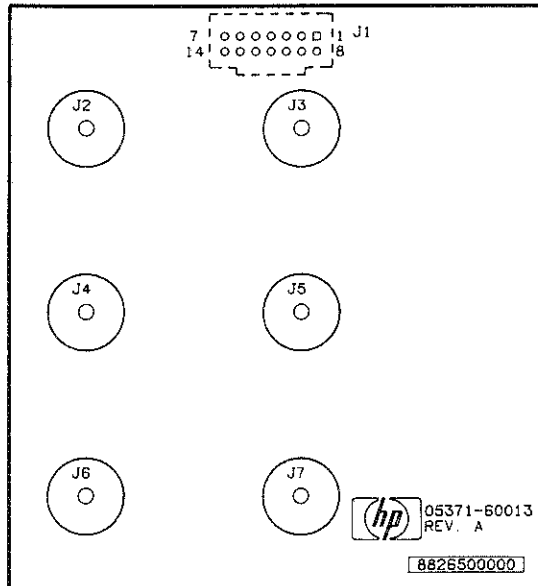 7 1 J1
14 8
J2 J3
J4 J5
J6 J7
hp 05371-60013
REV. A
8826500000